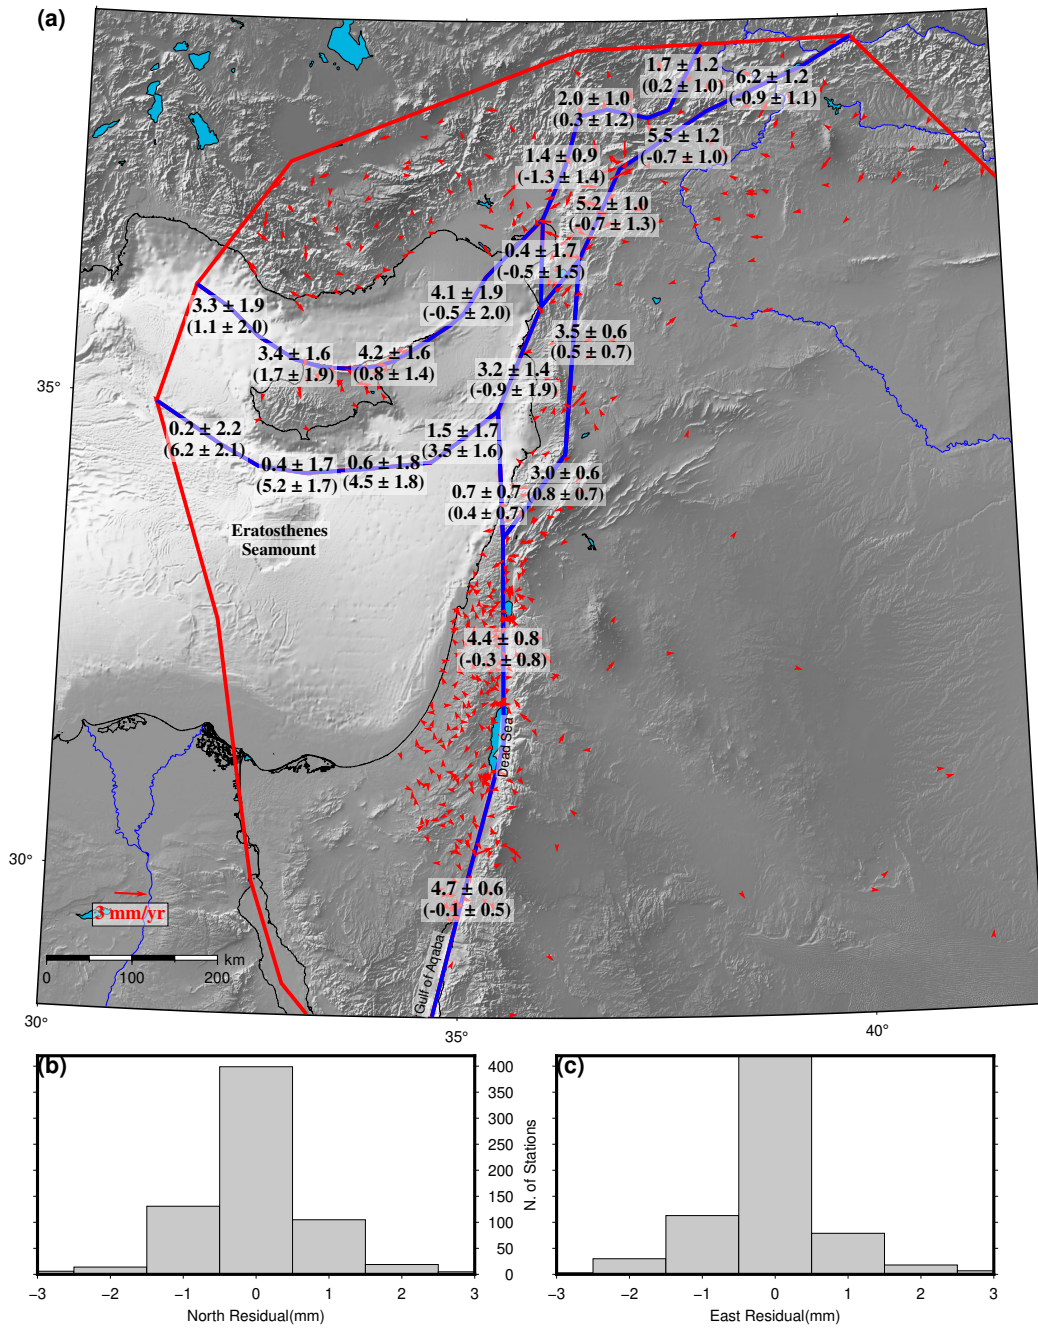 (a)
1.7 ± 1.2
(0.2 ± 1.0)
6.2 ± 1.2
(-0.9 ± 1.1)
2.0 ± 1.0
(0.3 ± 1.2)
5.5 ± 1.2
(-0.7 ± 1.0)
1.4 ± 0.9
(-1.3 ± 1.4)
5.2 ± 1.0
(-0.7 ± 1.3)
0.4 ± 1.7
(-0.5 ± 1.5)
4.1 ± 1.9
(-0.5 ± 2.0)
3.3 ± 1.9
(1.1 ± 2.0)
3.5 ± 0.6
(0.5 ± 0.7)
3.4 ± 1.6
(1.7 ± 1.9)
4.2 ± 1.6
(0.8 ± 1.4)
3.2 ± 1.4
(-0.9 ± 1.9)
35°
0.2 ± 2.2
(6.2 ± 2.1)
1.5 ± 1.7
(3.5 ± 1.6)
0.4 ± 1.7
(5.2 ± 1.7)
0.6 ± 1.8
(4.5 ± 1.8)
3.0 ± 0.6
(0.8 ± 0.7)
0.7 ± 0.7
(0.4 ± 0.7)
Eratosthenes
Seamount
4.4 ± 0.8
(-0.3 ± 0.8)
Dead Sea
30°
4.7 ± 0.6
(-0.1 ± 0.5)
3 mm/yr
Gulf of Aqaba
km
0 100 200
30° 35° 40°
(b)
−3 −2 −1 0 1 2 3
North Residual(mm)
400
350
300
250
200
150
100
50
0
N. of Stations
(c)
−3 −2 −1 0 1 2 3
East Residual(mm)